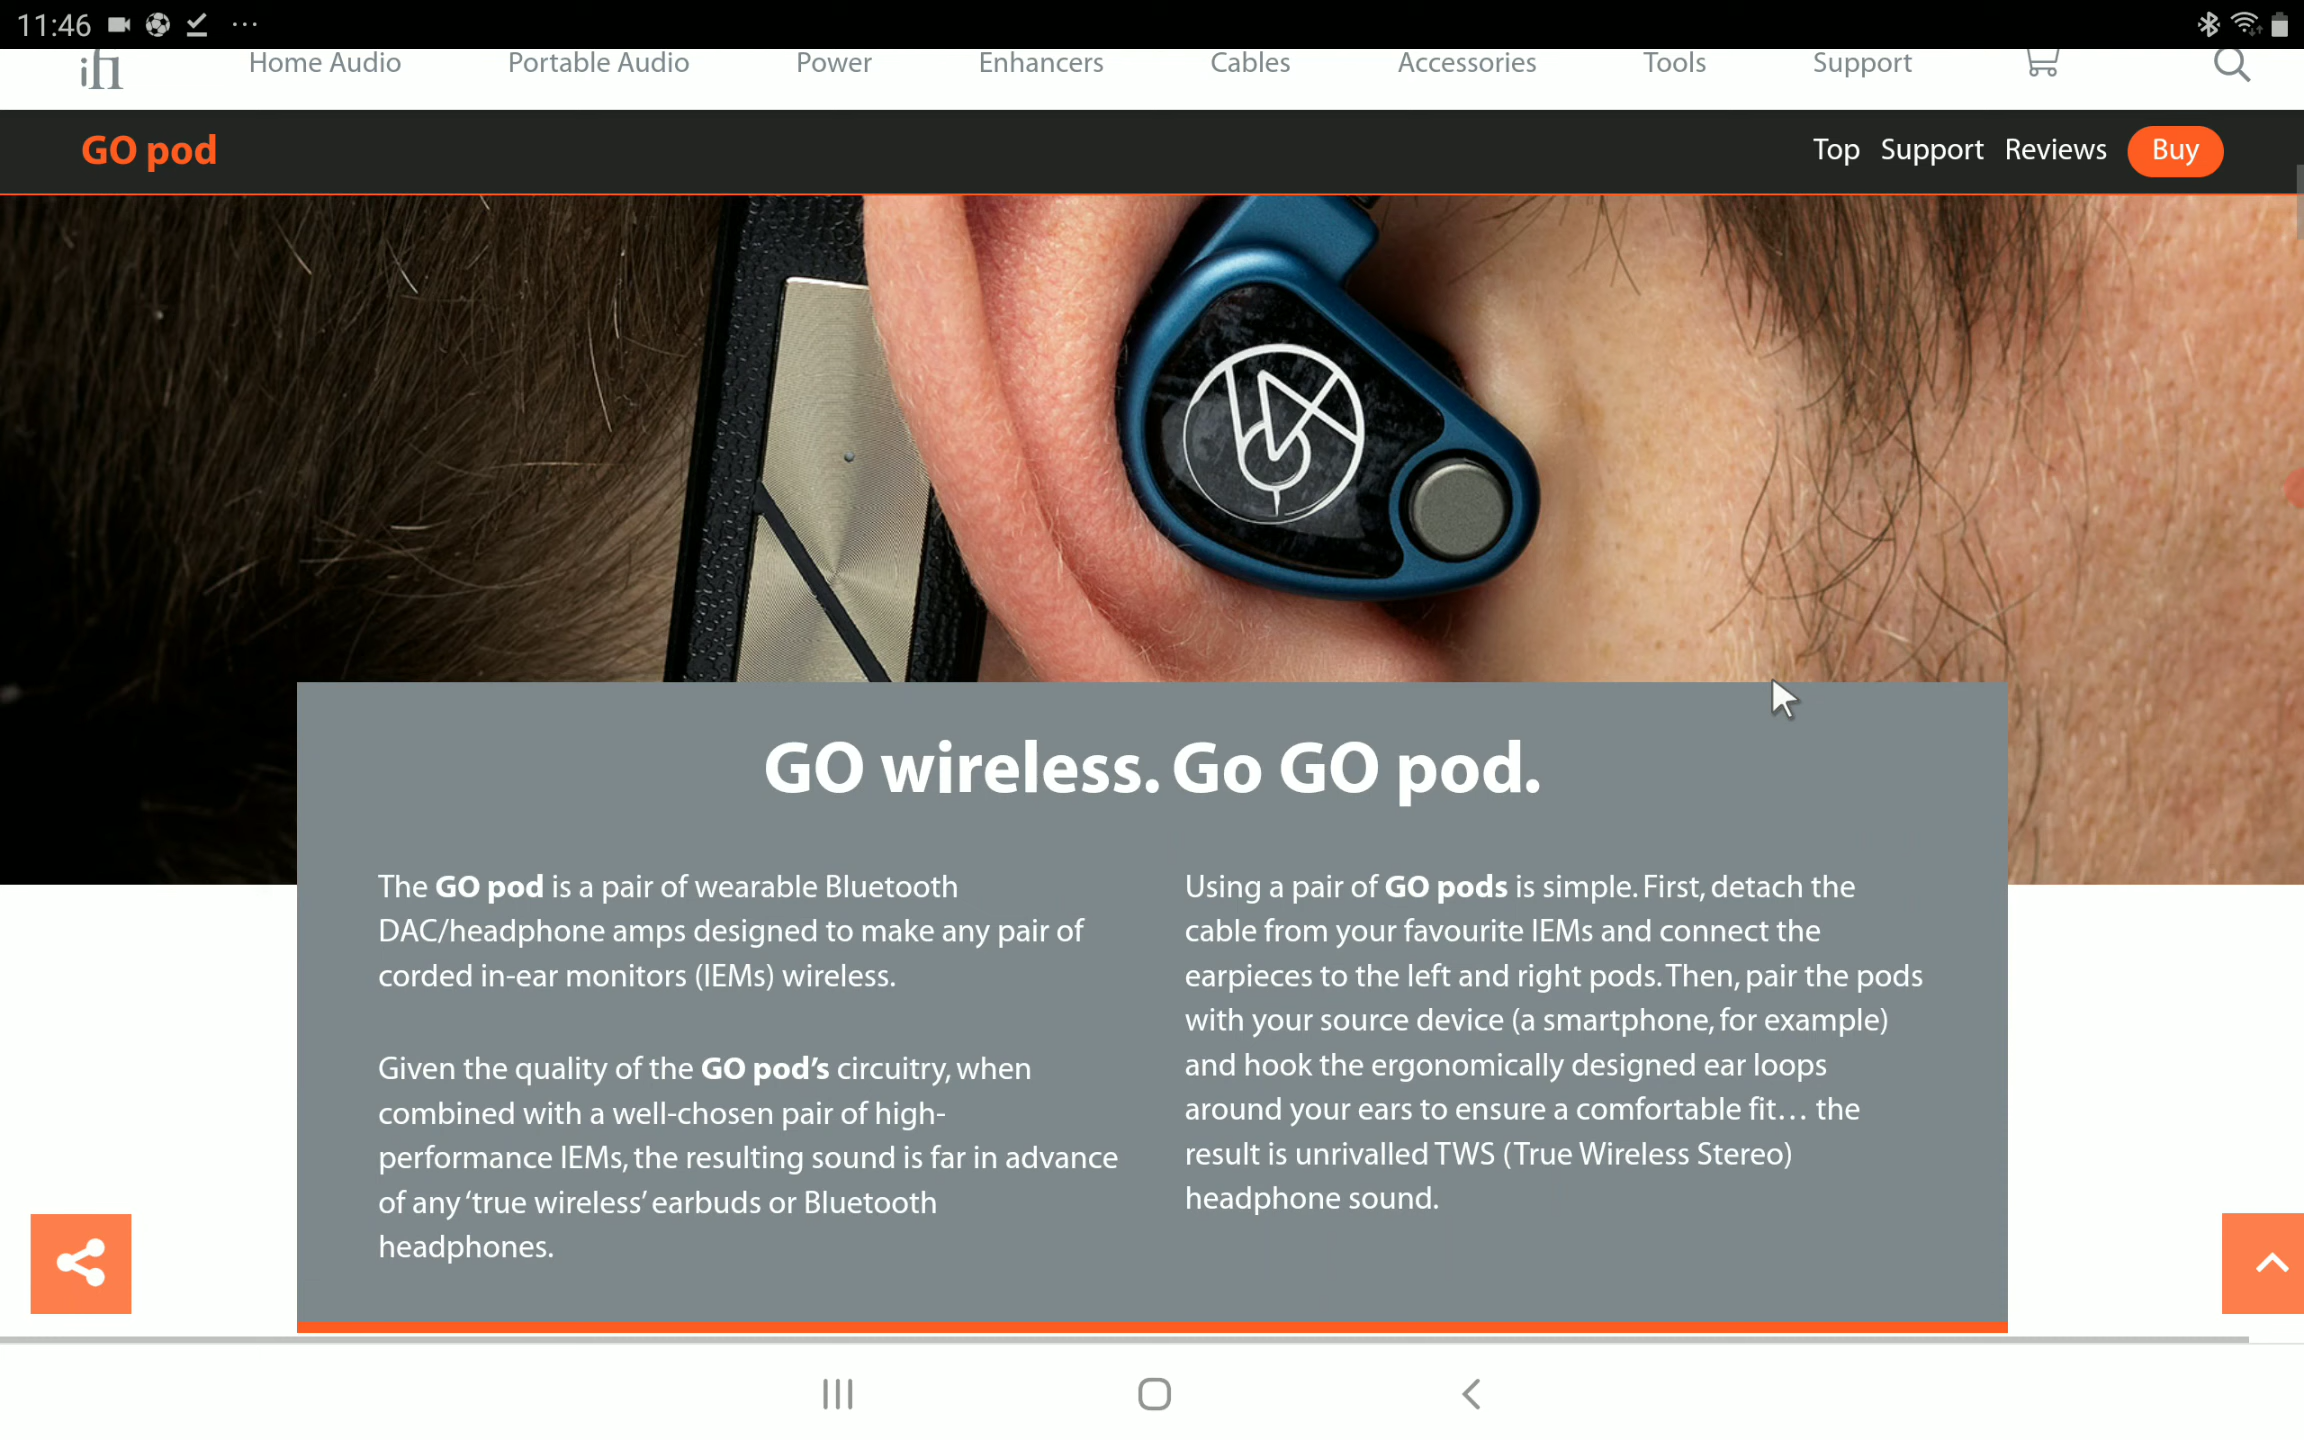 11:46
ifi
Home Audio Portable Audio Power Enhancers Cables Accessories Tools Support
GO pod
Top Support Reviews Buy
GO wireless. Go GO pod.
The GO pod is a pair of wearable Bluetooth
DAC/headphone amps designed to make any pair of
corded in-ear monitors (IEMs) wireless.
Given the quality of the GO pod’s circuitry, when
combined with a well-chosen pair of high-
performance IEMs, the resulting sound is far in advance
of any ‘true wireless’ earbuds or Bluetooth
headphones.
Using a pair of GO pods is simple. First, detach the
cable from your favourite IEMs and connect the
earpieces to the left and right pods. Then, pair the pods
with your source device (a smartphone, for example)
and hook the ergonomically designed ear loops
around your ears to ensure a comfortable fit… the
result is unrivalled TWS (True Wireless Stereo)
headphone sound.